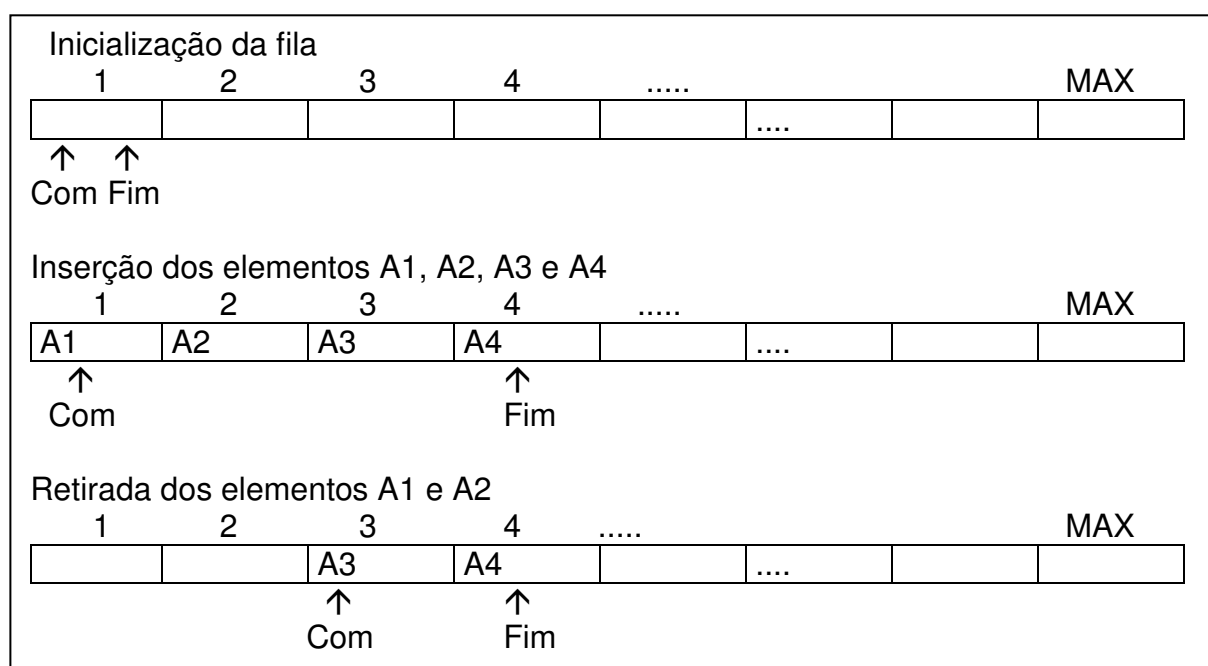 Inicialização da fila
1 2 3 4 ..... MAX
....
Com Fim
Inserção dos elementos A1, A2, A3 e A4
1 2 3 4 ..... MAX
A1 A2 A3 A4 ....
Com Fim
Retirada dos elementos A1 e A2
1 2 3 4 ..... MAX
A3 A4 ....
Com Fim